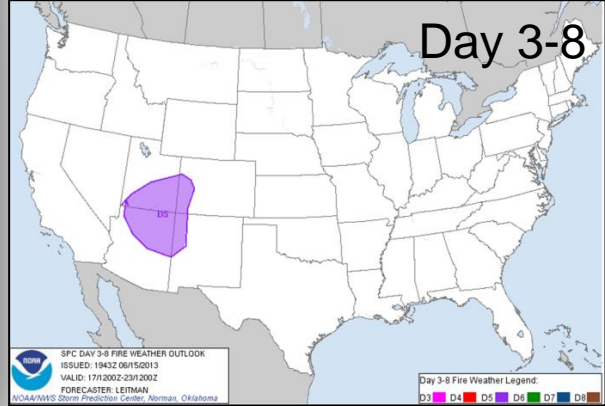 Day 3-8
D5
NOAA
SPC DAY 3-8 FIRE WEATHER OUTLOOK
ISSUED: 1943Z 06/15/2013
VALID: 17/1200Z-23/1200Z
FORECASTER: LEITMAN
NOAA/NWS Storm Prediction Center, Norman, Oklahoma
Day 3-8 Fire Weather Legend:
D3 D4 D5 D6 D7 D8